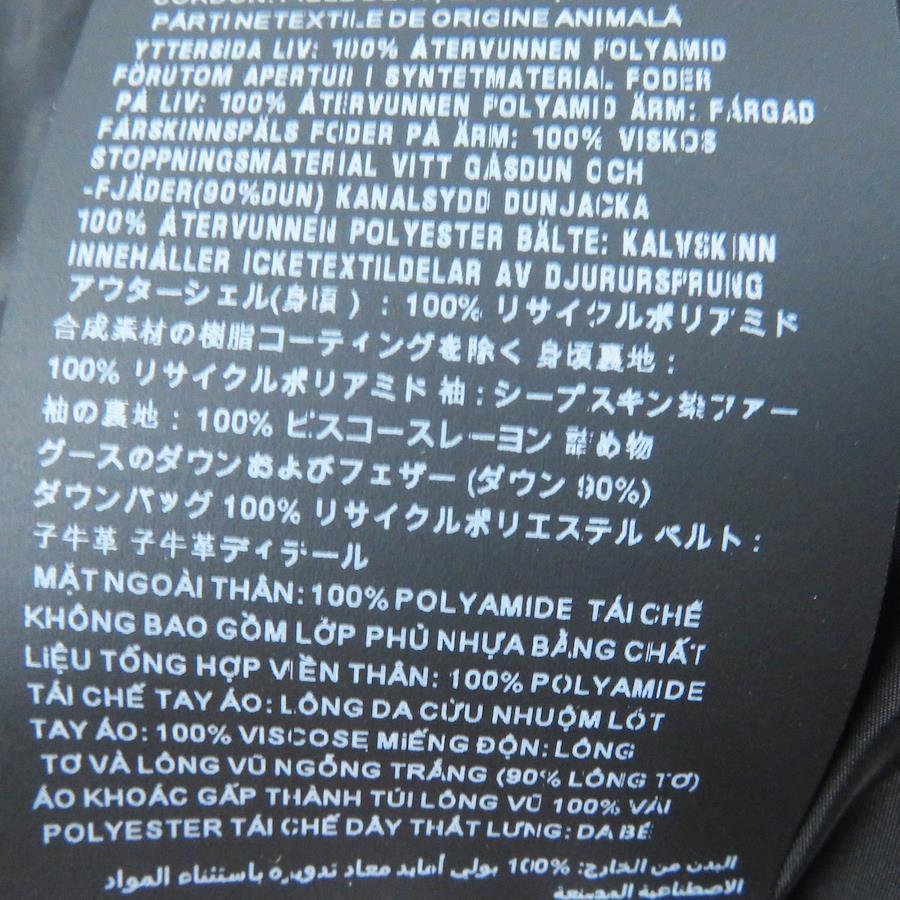 PĂRȚI NETEXTILE DE ORIGINE ANIMALĂ
YTTERSIDA LIV: 100% ÅTERVUNNEN POLYAMID
FÖRUTOM APERTUR I SYNTETMATERIAL FODER
PÅ LIV: 100% ÅTERVUNNEN POLYAMID ÄRM: FÄRGAD
FÅRSKINNSPÄLS FODER PÅ ÄRM: 100% VISKOS
STOPPNINGSMATERIAL VITT GÅSDUN OCH
-FJÄDER(90%DUN) KANALSYDD DUNJACKA
100% ÅTERVUNNEN POLYESTER BÄLTE: KALVSKINN
INNEHÅLLER ICKETEXTILDELAR AV DJURURSPRUNG
アウターシェル(身頃) : 100% リサイクルポリアミド
合成素材の樹脂コーティングを除く 身頃裏地 :
100% リサイクルポリアミド 袖 : シープスキン染ファー
袖の裏地 : 100% ビスコースレーヨン 詰め物
グースのダウンおよびフェザー (ダウン 90%)
ダウンバッグ 100% リサイクルポリエステル ベルト :
子牛革 子牛革ディテール
MẶT NGOÀI THÂN: 100% POLYAMIDE TÁI CHẾ
KHÔNG BAO GỒM LỚP PHỦ NHỰA BẰNG CHẤT
LIỆU TỔNG HỢP VIỀN THÂN: 100% POLYAMIDE
TÁI CHẾ TAY ÁO: LÔNG DA CỪU NHUỘM LÓT
TAY ÁO: 100% VISCOSE MIẾNG ĐỘN: LÔNG
TƠ VÀ LÔNG VŨ NGỖNG TRẮNG (90% LÔNG TƠ)
ÁO KHOÁC GẤP THÀNH TÚI LÔNG VŨ 100% VẢI
POLYESTER TÁI CHẾ DÂY THẮT LƯNG: DA BÊ
البدن من الخارج: 100% بولي أمايد معاد تدويره باستثناء المواد
الاصطناعية المصنعة